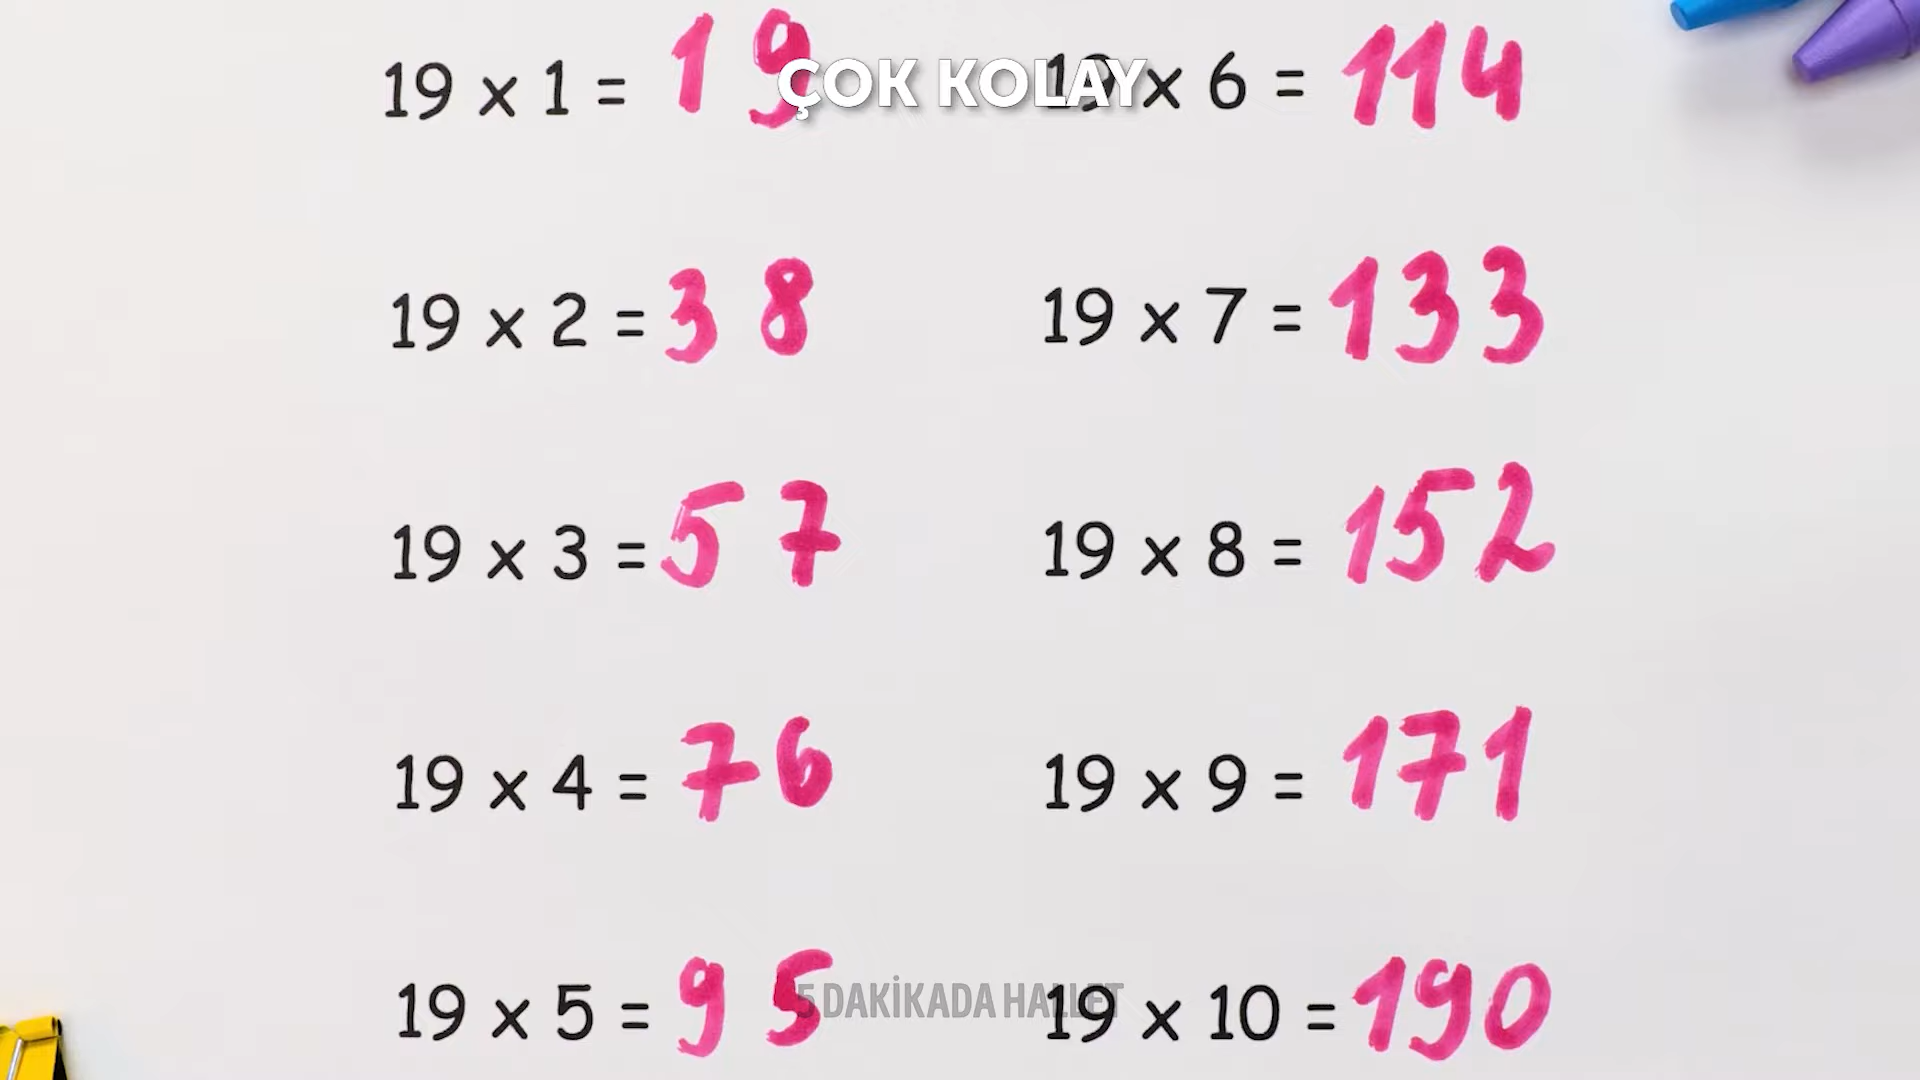 ÇOK KOLAY
19 x 1 = 19
19 x 2 = 38
19 x 3 = 57
19 x 4 = 76
19 x 5 = 95
19 x 6 = 114
19 x 7 = 133
19 x 8 = 152
19 x 9 = 171
19 x 10 = 190
5 DAKİKADA HALLET